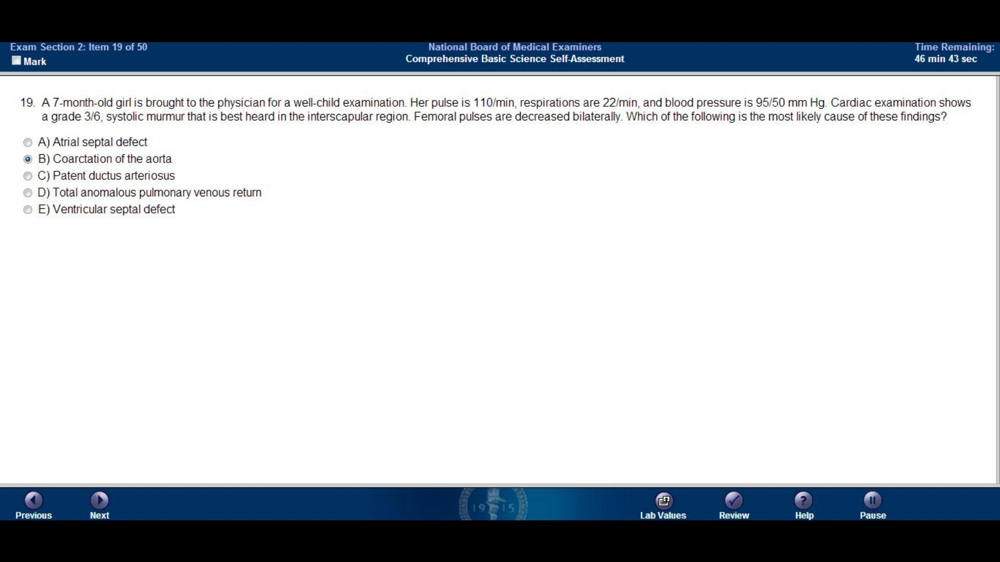 Exam Section 2: Item 19 of 50
National Board of Medical Examiners
Time Remaining:
Mark
Comprehensive Basic Science Self-Assessment
46 min 43 sec
19. A 7-month-old girl is brought to the physician for a well-child examination. Her pulse is 110/min, respirations are 22/min, and blood pressure is 95/50 mm Hg. Cardiac examination shows
a grade 3/6, systolic murmur that is best heard in the interscapular region. Femoral pulses are decreased bilaterally. Which of the following is the most likely cause of these findings?
A) Atrial septal defect
B) Coarctation of the aorta
C) Patent ductus arteriosus
D) Total anomalous pulmonary venous return
E) Ventricular septal defect
1915
Previous
Next
Lab Values
Review
Help
Pause